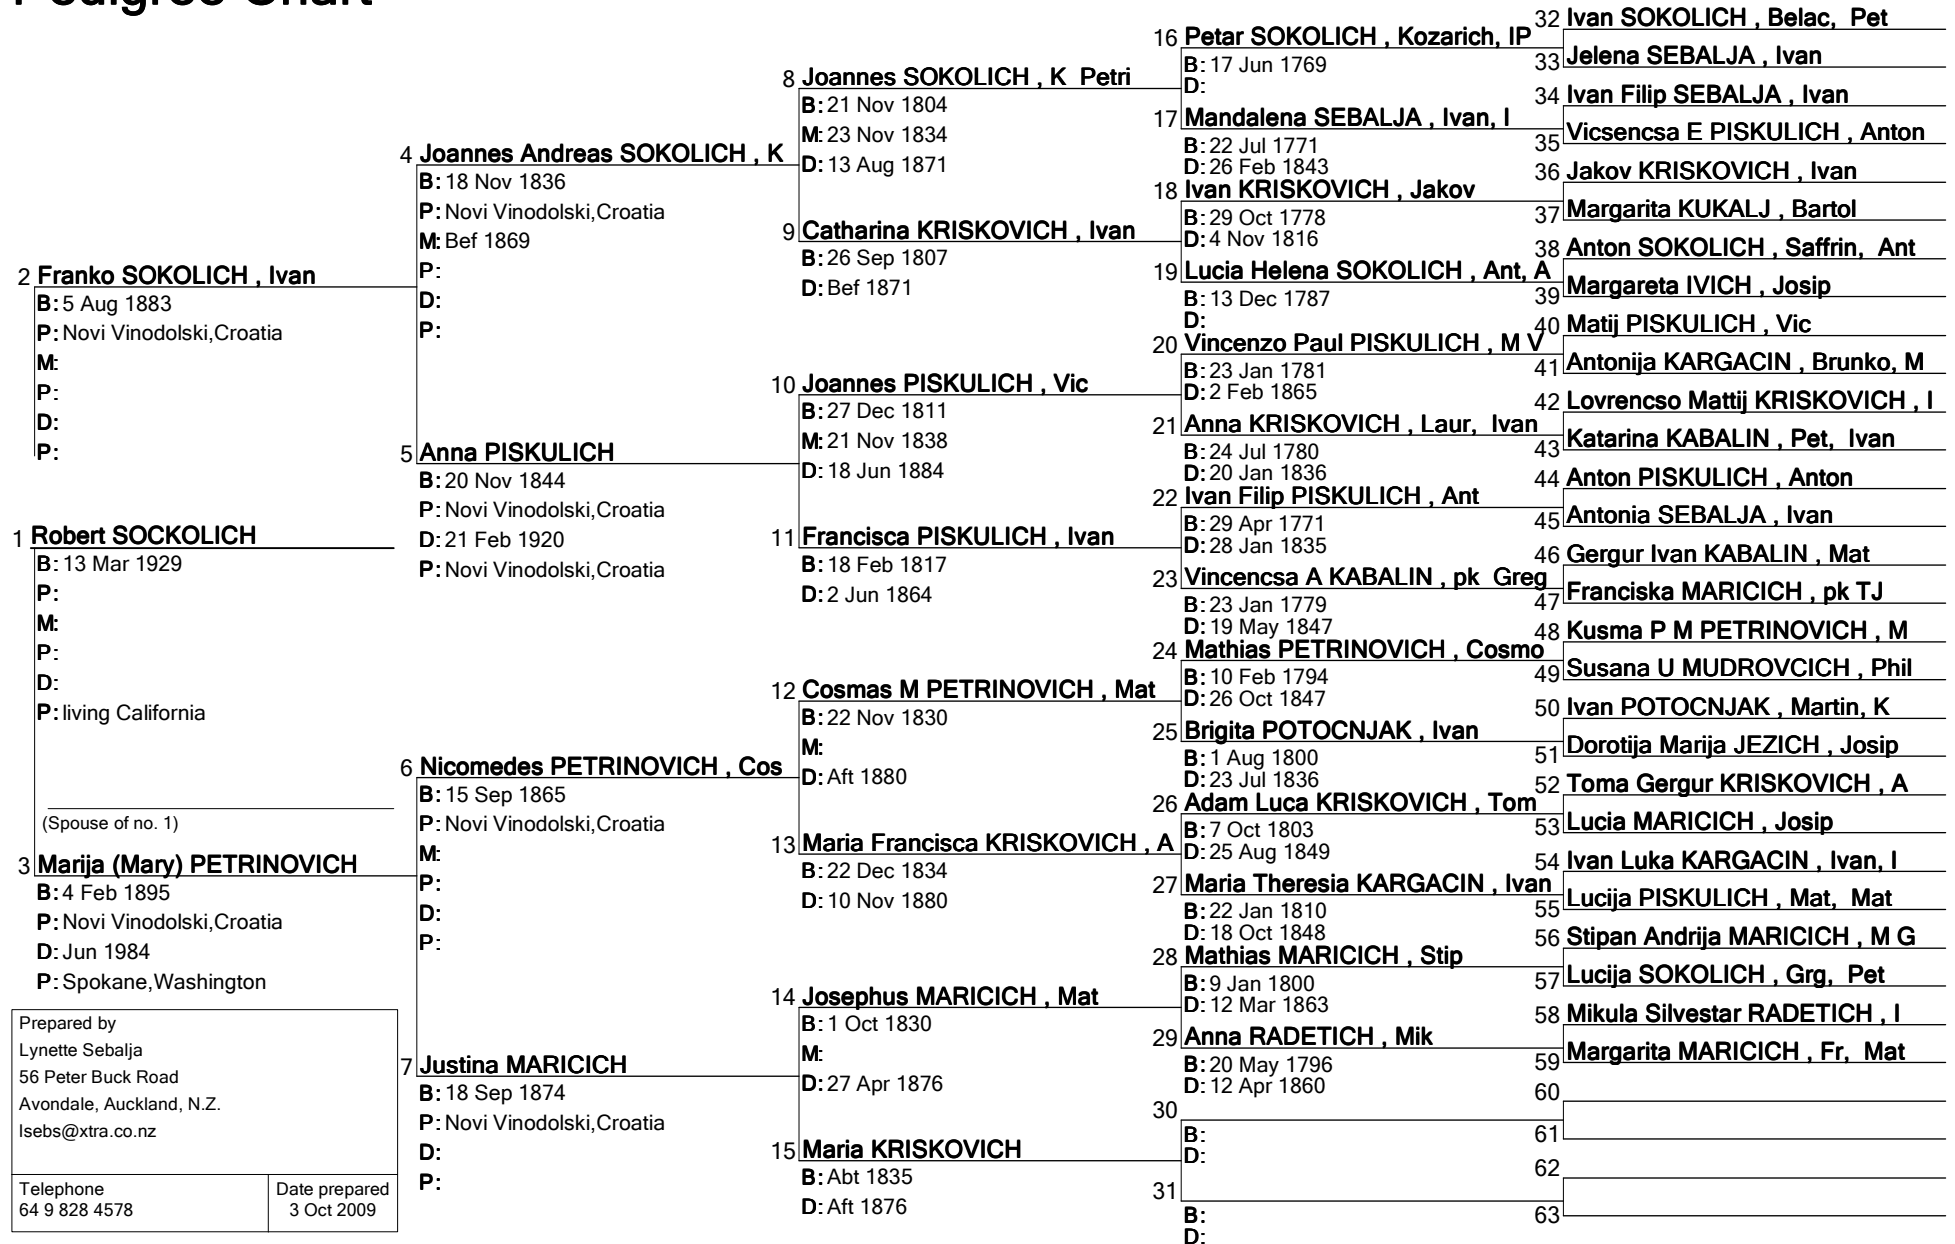 Pedigree Chart
1 Robert SOCKOLICH
B: 13 Mar 1929
P:
M:
P:
D:
P: living California
(Spouse of no. 1)
2 Franko SOKOLICH , Ivan
B: 5 Aug 1883
P: Novi Vinodolski,Croatia
M:
P:
D:
P:
3 Marija (Mary) PETRINOVICH
B: 4 Feb 1895
P: Novi Vinodolski,Croatia
D: Jun 1984
P: Spokane,Washington
Prepared by
Lynette Sebalja
56 Peter Buck Road
Avondale, Auckland, N.Z.
lsebs@xtra.co.nz
Telephone
64 9 828 4578
Date prepared
3 Oct 2009
4 Joannes Andreas SOKOLICH , K
B: 18 Nov 1836
P: Novi Vinodolski,Croatia
M: Bef 1869
P:
D:
P:
5 Anna PISKULICH
B: 20 Nov 1844
P: Novi Vinodolski,Croatia
D: 21 Feb 1920
P: Novi Vinodolski,Croatia
6 Nicomedes PETRINOVICH , Cos
B: 15 Sep 1865
P: Novi Vinodolski,Croatia
M:
P:
D:
P:
7 Justina MARICICH
B: 18 Sep 1874
P: Novi Vinodolski,Croatia
D:
P:
8 Joannes SOKOLICH , K Petri
B: 21 Nov 1804
M: 23 Nov 1834
D: 13 Aug 1871
9 Catharina KRISKOVICH , Ivan
B: 26 Sep 1807
D: Bef 1871
10 Joannes PISKULICH , Vic
B: 27 Dec 1811
M: 21 Nov 1838
D: 18 Jun 1884
11 Francisca PISKULICH , Ivan
B: 18 Feb 1817
D: 2 Jun 1864
12 Cosmas M PETRINOVICH , Mat
B: 22 Nov 1830
M:
D: Aft 1880
13 Maria Francisca KRISKOVICH , A
B: 22 Dec 1834
D: 10 Nov 1880
14 Josephus MARICICH , Mat
B: 1 Oct 1830
M:
D: 27 Apr 1876
15 Maria KRISKOVICH
B: Abt 1835
D: Aft 1876
16 Petar SOKOLICH , Kozarich, IP
B: 17 Jun 1769
D:
17 Mandalena SEBALJA , Ivan, I
B: 22 Jul 1771
D: 26 Feb 1843
18 Ivan KRISKOVICH , Jakov
B: 29 Oct 1778
D: 4 Nov 1816
19 Lucia Helena SOKOLICH , Ant, A
B: 13 Dec 1787
D:
20 Vincenzo Paul PISKULICH , M V
B: 23 Jan 1781
D: 2 Feb 1865
21 Anna KRISKOVICH , Laur, Ivan
B: 24 Jul 1780
D: 20 Jan 1836
22 Ivan Filip PISKULICH , Ant
B: 29 Apr 1771
D: 28 Jan 1835
23 Vincencsa A KABALIN , pk Greg
B: 23 Jan 1779
D: 19 May 1847
24 Mathias PETRINOVICH , Cosmo
B: 10 Feb 1794
D: 26 Oct 1847
25 Brigita POTOCNJAK , Ivan
B: 1 Aug 1800
D: 23 Jul 1836
26 Adam Luca KRISKOVICH , Tom
B: 7 Oct 1803
D: 25 Aug 1849
27 Maria Theresia KARGACIN , Ivan
B: 22 Jan 1810
D: 18 Oct 1848
28 Mathias MARICICH , Stip
B: 9 Jan 1800
D: 12 Mar 1863
29 Anna RADETICH , Mik
B: 20 May 1796
D: 12 Apr 1860
30
B:
D:
31
B:
D:
32 Ivan SOKOLICH , Belac, Pet
33 Jelena SEBALJA , Ivan
34 Ivan Filip SEBALJA , Ivan
35 Vicsencsa E PISKULICH , Anton
36 Jakov KRISKOVICH , Ivan
37 Margarita KUKALJ , Bartol
38 Anton SOKOLICH , Saffrin, Ant
39 Margareta IVICH , Josip
40 Matij PISKULICH , Vic
41 Antonija KARGACIN , Brunko, M
42 Lovrencso Mattij KRISKOVICH , I
43 Katarina KABALIN , Pet, Ivan
44 Anton PISKULICH , Anton
45 Antonia SEBALJA , Ivan
46 Gergur Ivan KABALIN , Mat
47 Franciska MARICICH , pk TJ
48 Kusma P M PETRINOVICH , M
49 Susana U MUDROVCICH , Phil
50 Ivan POTOCNJAK , Martin, K
51 Dorotija Marija JEZICH , Josip
52 Toma Gergur KRISKOVICH , A
53 Lucia MARICICH , Josip
54 Ivan Luka KARGACIN , Ivan, I
55 Lucija PISKULICH , Mat, Mat
56 Stipan Andrija MARICICH , M G
57 Lucija SOKOLICH , Grg, Pet
58 Mikula Silvestar RADETICH , I
59 Margarita MARICICH , Fr, Mat
60
61
62
63